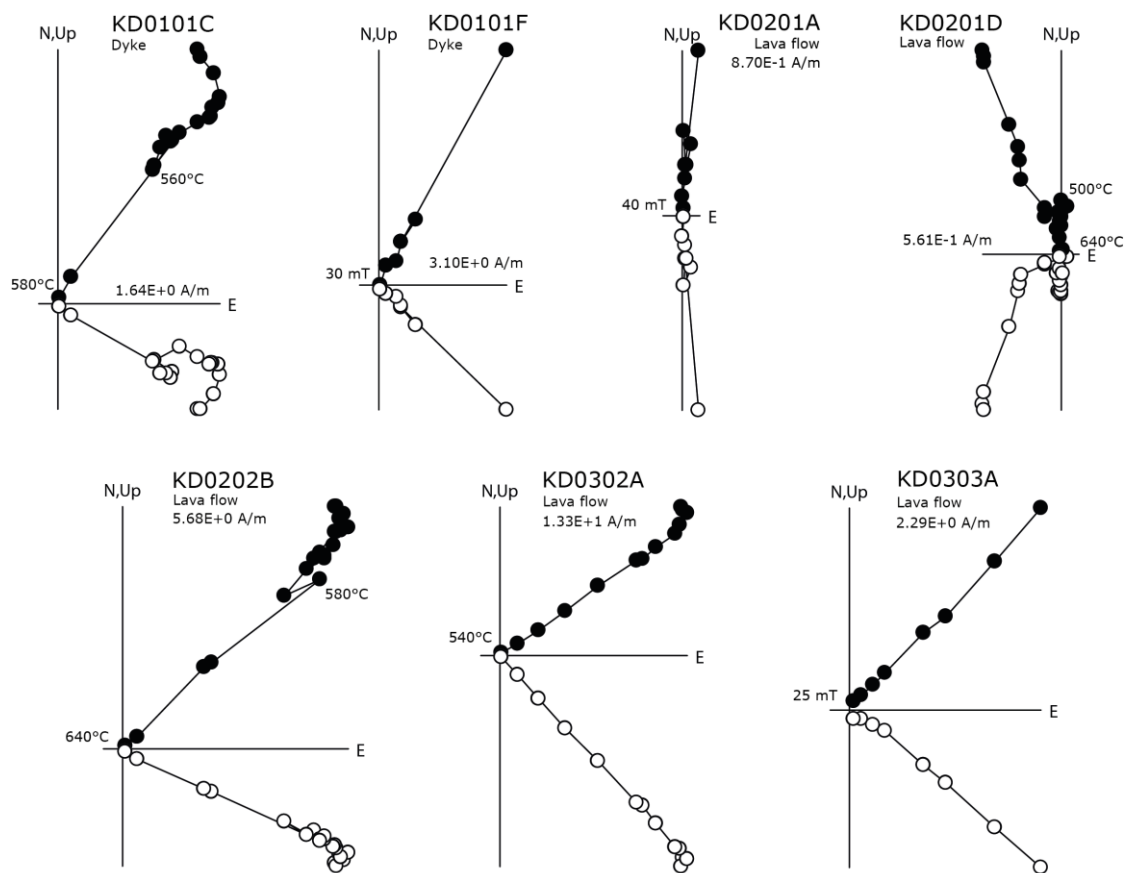 KD0101C
Dyke
N,Up
560°C
580°C
1.64E+0 A/m
E
KD0101F
Dyke
N,Up
30 mT
3.10E+0 A/m
E
KD0201A
Lava flow
8.70E-1 A/m
N,Up
40 mT
E
KD0201D
Lava flow
N,Up
500°C
5.61E-1 A/m
640°C
E
KD0202B
Lava flow
5.68E+0 A/m
N,Up
580°C
640°C
E
KD0302A
Lava flow
1.33E+1 A/m
N,Up
540°C
E
KD0303A
Lava flow
2.29E+0 A/m
N,Up
25 mT
E